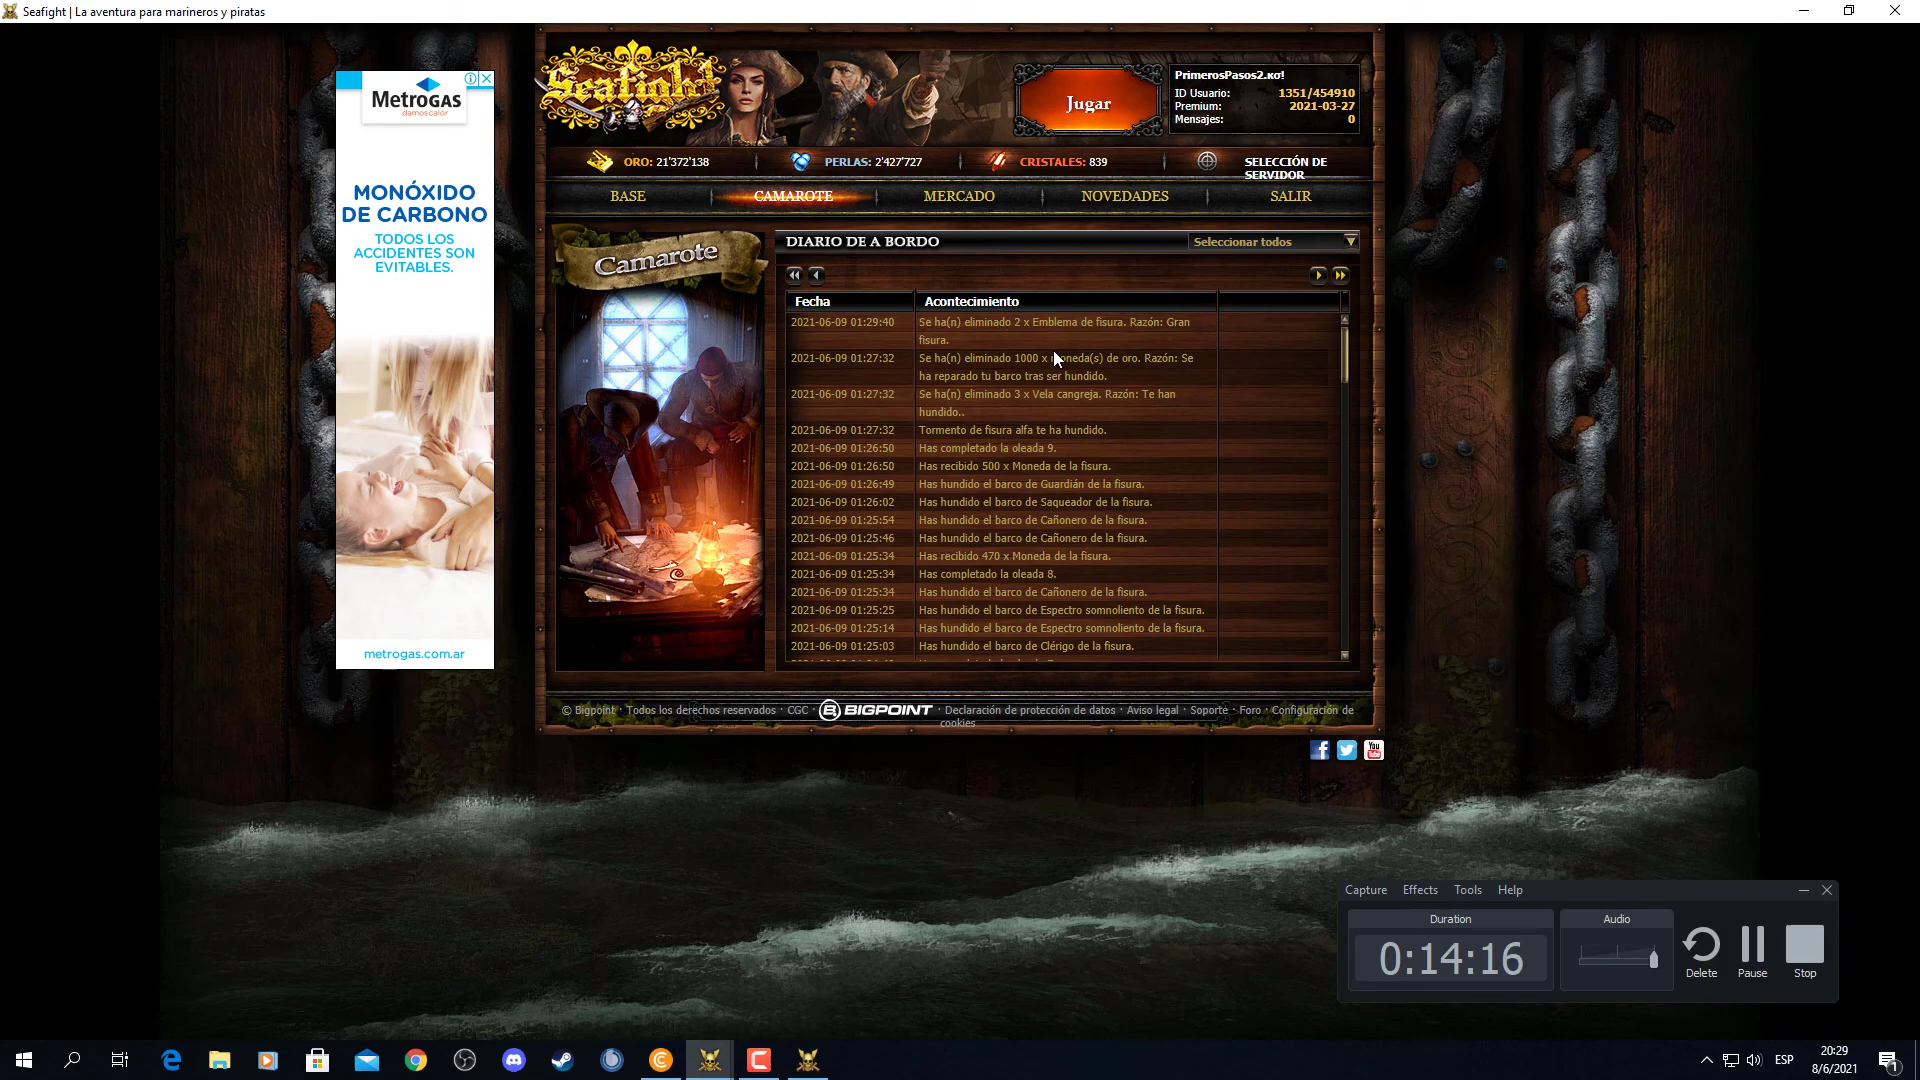 Seafight | La aventura para marineros y piratas
MetroGAS
damoscalor
MONÓXIDO
DE CARBONO
TODOS LOS
ACCIDENTES SON
EVITABLES.
metrogas.com.ar
Seafight
Jugar
PrimerosPasos2.κσ!
ID Usuario: 1351/454910
Premium: 2021-03-27
Mensajes: 0
ORO: 21'372'138
PERLAS: 2'427'727
CRISTALES: 839
SELECCIÓN DE
SERVIDOR
BASE
CAMAROTE
MERCADO
NOVEDADES
SALIR
Camarote
DIARIO DE A BORDO
Seleccionar todos
Fecha Acontecimiento
2021-06-09 01:29:40 Se ha(n) eliminado 2 x Emblema de fisura. Razón: Gran
fisura.
2021-06-09 01:27:32 Se ha(n) eliminado 1000 x moneda(s) de oro. Razón: Se
ha reparado tu barco tras ser hundido.
2021-06-09 01:27:32 Se ha(n) eliminado 3 x Vela cangreja. Razón: Te han
hundido..
2021-06-09 01:27:32 Tormento de fisura alfa te ha hundido.
2021-06-09 01:26:50 Has completado la oleada 9.
2021-06-09 01:26:50 Has recibido 500 x Moneda de la fisura.
2021-06-09 01:26:49 Has hundido el barco de Guardián de la fisura.
2021-06-09 01:26:02 Has hundido el barco de Saqueador de la fisura.
2021-06-09 01:25:54 Has hundido el barco de Cañonero de la fisura.
2021-06-09 01:25:46 Has hundido el barco de Cañonero de la fisura.
2021-06-09 01:25:34 Has recibido 470 x Moneda de la fisura.
2021-06-09 01:25:34 Has completado la oleada 8.
2021-06-09 01:25:34 Has hundido el barco de Cañonero de la fisura.
2021-06-09 01:25:25 Has hundido el barco de Espectro somnoliento de la fisura.
2021-06-09 01:25:14 Has hundido el barco de Espectro somnoliento de la fisura.
2021-06-09 01:25:03 Has hundido el barco de Clérigo de la fisura.
© Bigpoint · Todos los derechos reservados · CGC · BIGPOINT · Declaración de protección de datos · Aviso legal · Soporte · Foro · Configuración de
cookies
You
Tube
Capture Effects Tools Help
Duration
Audio
0:14:16
Delete
Pause
Stop
ESP
20:29
8/6/2021
1